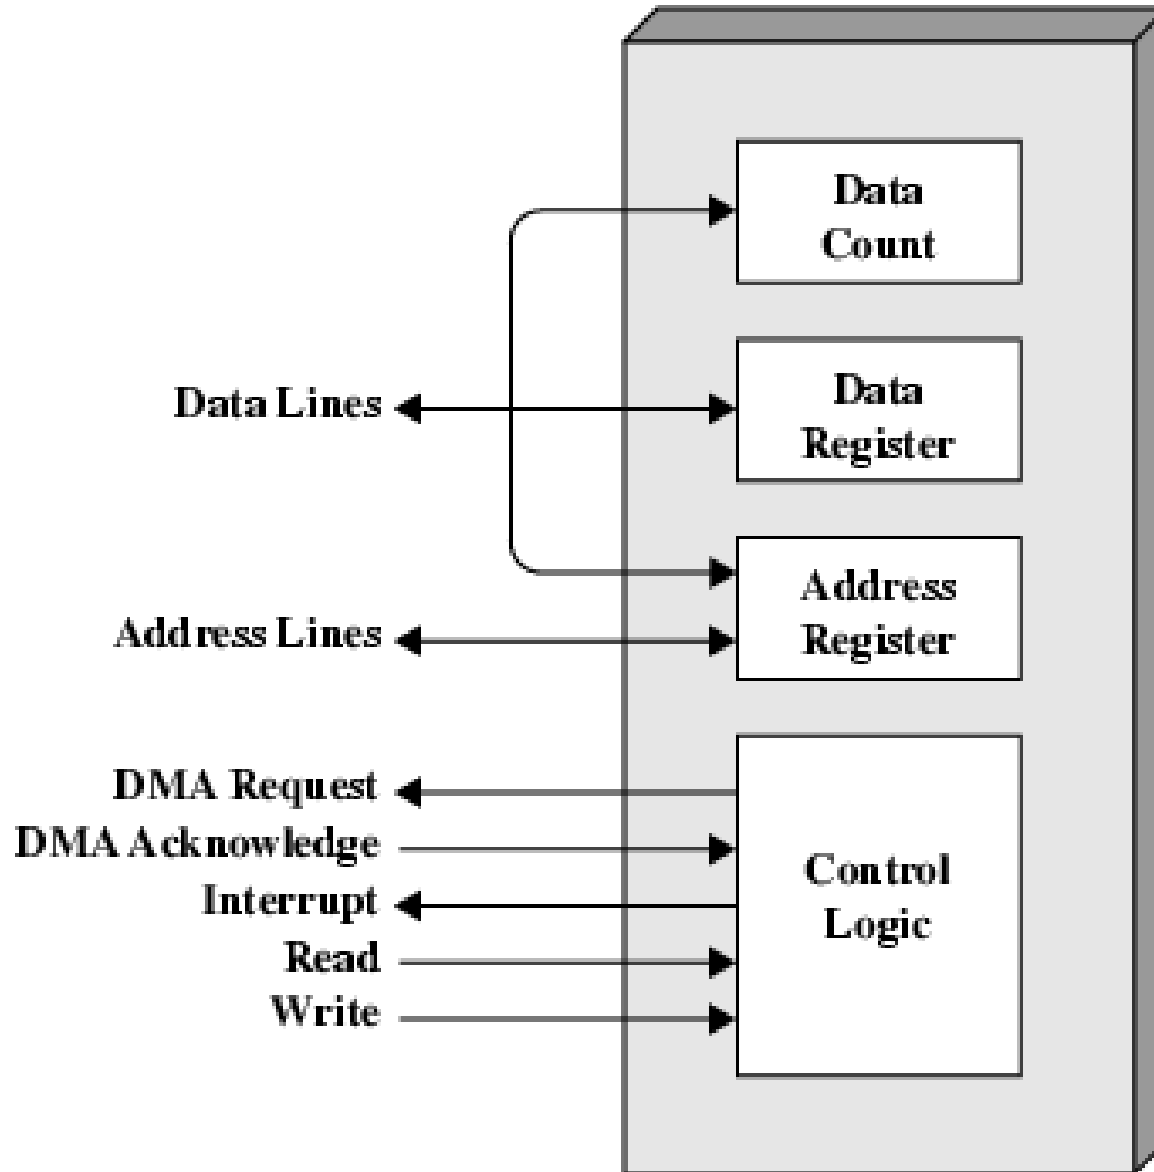 Data
Count
Data Lines
Data
Register
Address
Register
Address Lines
DMA Request
DMA Acknowledge
Interrupt
Read
Write
Control
Logic